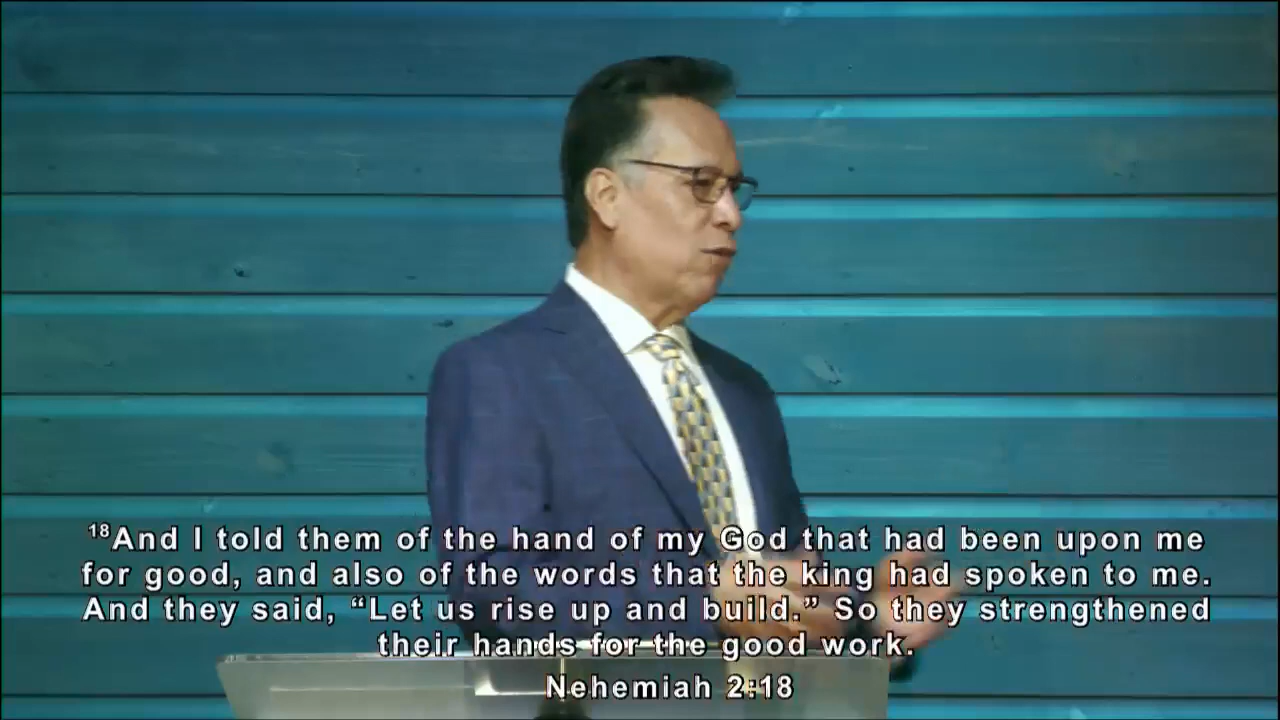 ¹⁸And I told them of the hand of my God that had been upon me
for good, and also of the words that the king had spoken to me.
And they said, “Let us rise up and build.” So they strengthened
their hands for the good work.
Nehemiah 2:18